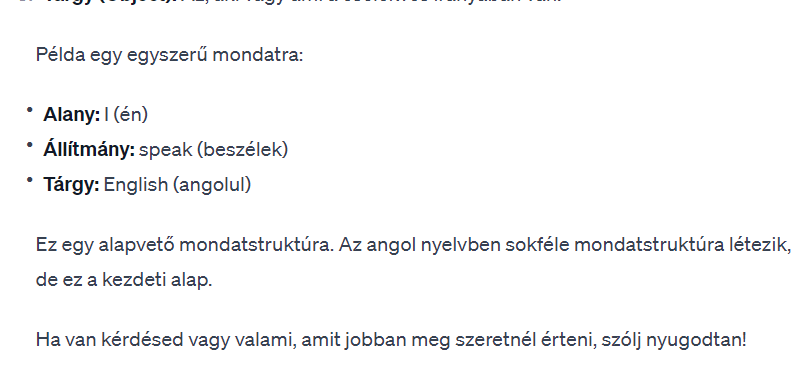 Példa egy egyszerű mondatra:
• Alany: I (én)
• Állítmány: speak (beszélek)
• Tárgy: English (angolul)
Ez egy alapvető mondatstruktúra. Az angol nyelvben sokféle mondatstruktúra létezik,
de ez a kezdeti alap.
Ha van kérdésed vagy valami, amit jobban meg szeretnél érteni, szólj nyugodtan!